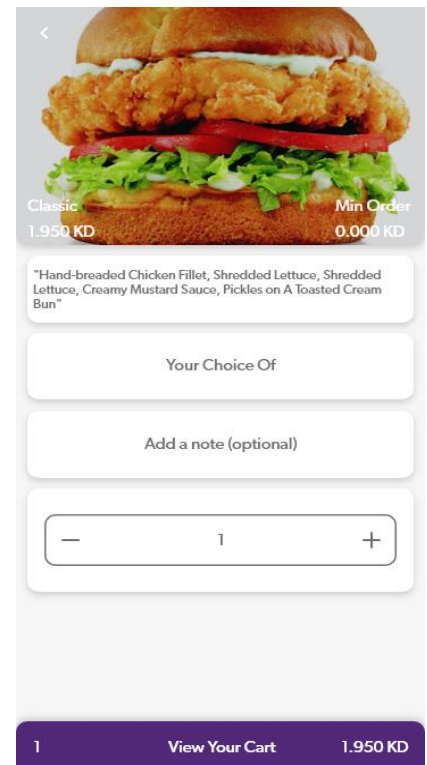 Classic
Min Order
1.950 KD
0.000 KD
"Hand-breaded Chicken Fillet, Shredded Lettuce, Shredded
Lettuce, Creamy Mustard Sauce, Pickles on A Toasted Cream
Bun"
Your Choice Of
Add a note (optional)
1
1 View Your Cart 1.950 KD